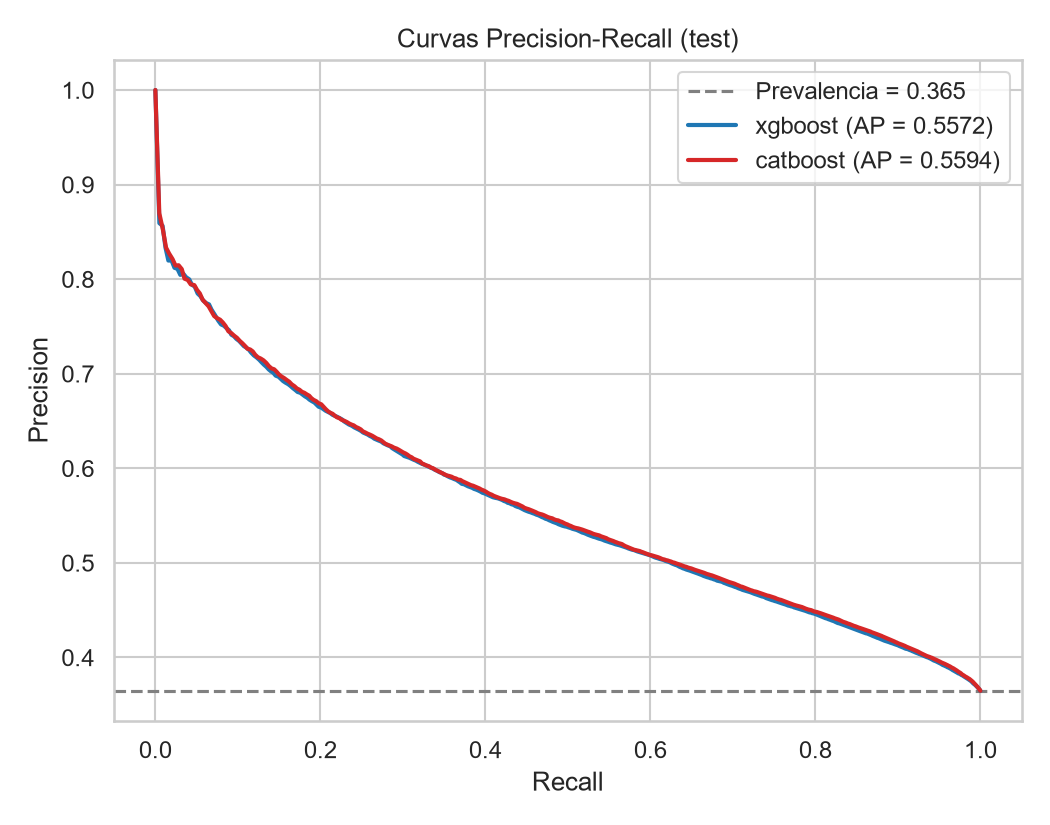 Curvas Precision-Recall (test)
Prevalencia = 0.365
xgboost (AP = 0.5572)
catboost (AP = 0.5594)
1.0
0.9
0.8
0.7
0.6
0.5
0.4
Precision
0.0
0.2
0.4
0.6
0.8
1.0
Recall